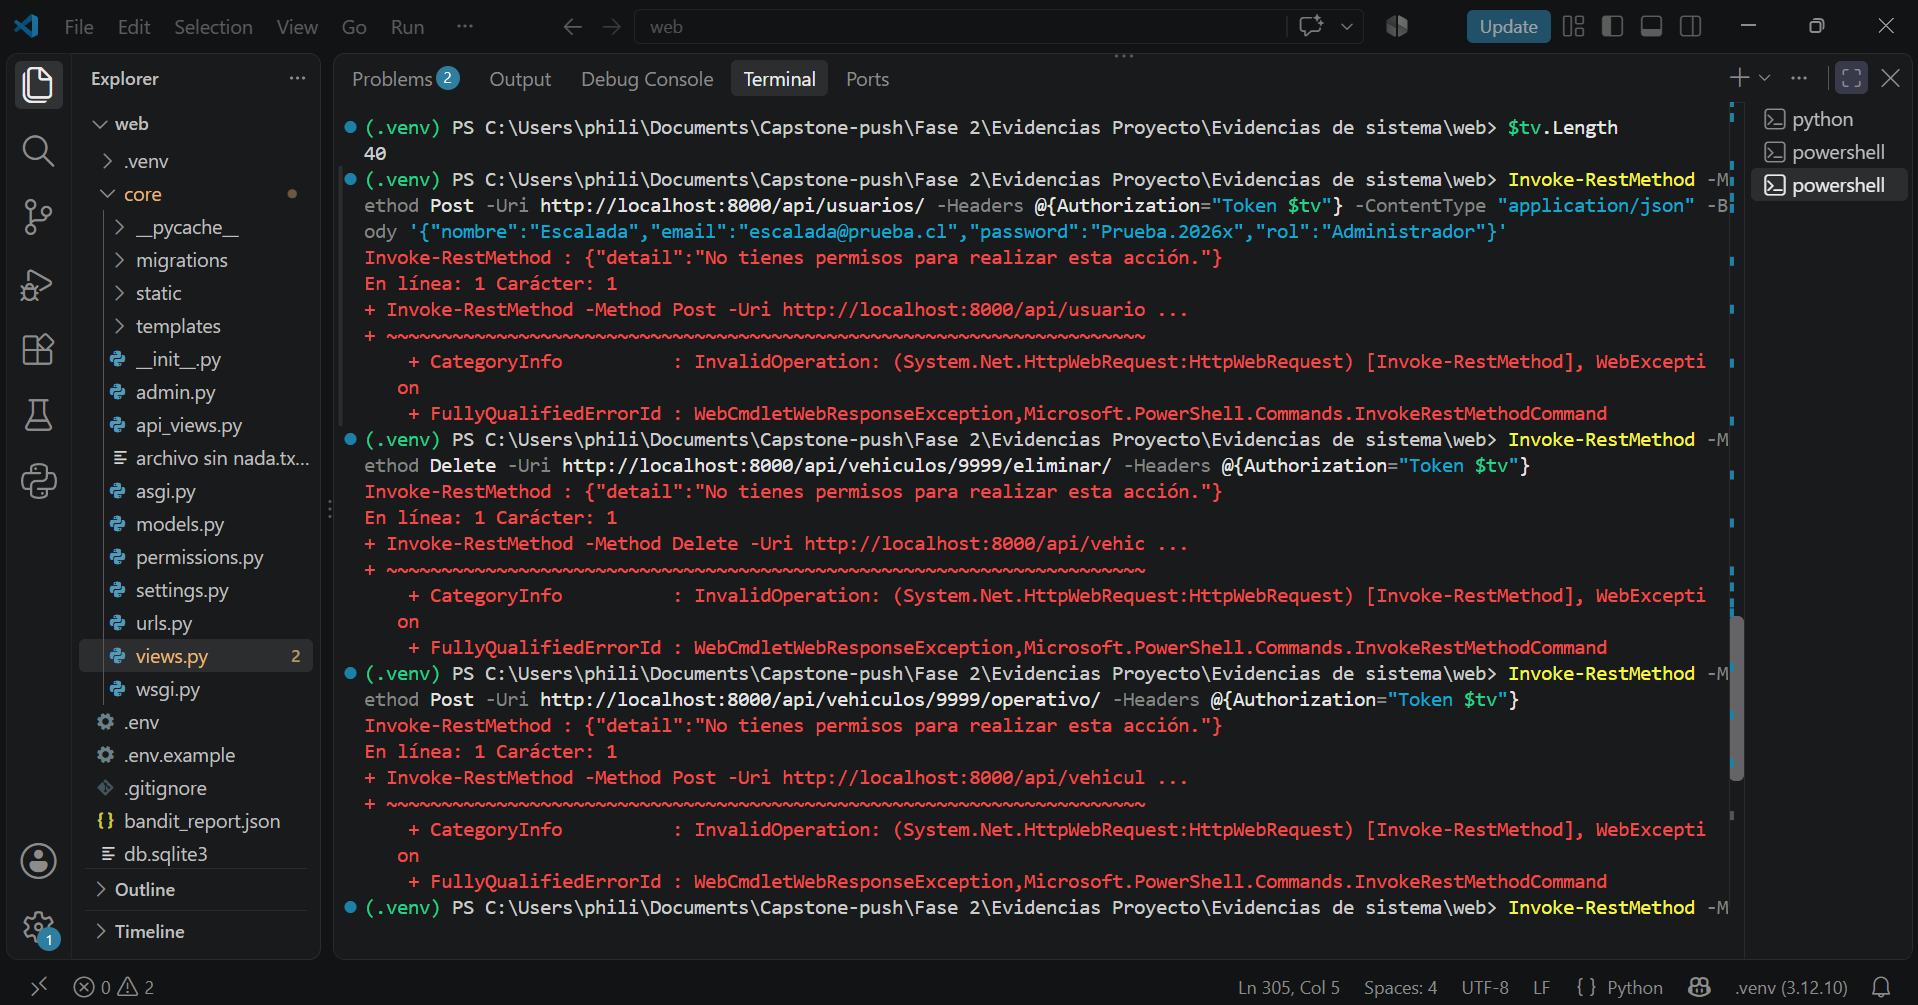 File Edit Selection View Go Run ...
web
Update
Explorer
web
.venv
core
__pycache__
migrations
static
templates
__init__.py
admin.py
api_views.py
archivo sin nada.tx...
asgi.py
models.py
permissions.py
settings.py
urls.py
views.py 2
wsgi.py
.env
.env.example
.gitignore
bandit_report.json
db.sqlite3
Outline
Timeline
1
Problems 2 Output Debug Console Terminal Ports
(.venv) PS C:\Users\phili\Documents\Capstone-push\Fase 2\Evidencias Proyecto\Evidencias de sistema\web> $tv.Length
40
(.venv) PS C:\Users\phili\Documents\Capstone-push\Fase 2\Evidencias Proyecto\Evidencias de sistema\web> Invoke-RestMethod -M
ethod Post -Uri http://localhost:8000/api/usuarios/ -Headers @{Authorization="Token $tv"} -ContentType "application/json" -B
ody '{"nombre":"Escalada","email":"escalada@prueba.cl","password":"Prueba.2026x","rol":"Administrador"}'
Invoke-RestMethod : {"detail":"No tienes permisos para realizar esta acción."}
En línea: 1 Carácter: 1
+ Invoke-RestMethod -Method Post -Uri http://localhost:8000/api/usuario ...
+ ~~~~~~~~~~~~~~~~~~~~~~~~~~~~~~~~~~~~~~~~~~~~~~~~~~~~~~~~~~~~~~~~~~~~~
+ CategoryInfo : InvalidOperation: (System.Net.HttpWebRequest:HttpWebRequest) [Invoke-RestMethod], WebExcepti
on
+ FullyQualifiedErrorId : WebCmdletWebResponseException,Microsoft.PowerShell.Commands.InvokeRestMethodCommand
(.venv) PS C:\Users\phili\Documents\Capstone-push\Fase 2\Evidencias Proyecto\Evidencias de sistema\web> Invoke-RestMethod -M
ethod Delete -Uri http://localhost:8000/api/vehiculos/9999/eliminar/ -Headers @{Authorization="Token $tv"}
Invoke-RestMethod : {"detail":"No tienes permisos para realizar esta acción."}
En línea: 1 Carácter: 1
+ Invoke-RestMethod -Method Delete -Uri http://localhost:8000/api/vehic ...
+ ~~~~~~~~~~~~~~~~~~~~~~~~~~~~~~~~~~~~~~~~~~~~~~~~~~~~~~~~~~~~~~~~~~~~~
+ CategoryInfo : InvalidOperation: (System.Net.HttpWebRequest:HttpWebRequest) [Invoke-RestMethod], WebExcepti
on
+ FullyQualifiedErrorId : WebCmdletWebResponseException,Microsoft.PowerShell.Commands.InvokeRestMethodCommand
(.venv) PS C:\Users\phili\Documents\Capstone-push\Fase 2\Evidencias Proyecto\Evidencias de sistema\web> Invoke-RestMethod -M
ethod Post -Uri http://localhost:8000/api/vehiculos/9999/operativo/ -Headers @{Authorization="Token $tv"}
Invoke-RestMethod : {"detail":"No tienes permisos para realizar esta acción."}
En línea: 1 Carácter: 1
+ Invoke-RestMethod -Method Post -Uri http://localhost:8000/api/vehicul ...
+ ~~~~~~~~~~~~~~~~~~~~~~~~~~~~~~~~~~~~~~~~~~~~~~~~~~~~~~~~~~~~~~~~~~~~~
+ CategoryInfo : InvalidOperation: (System.Net.HttpWebRequest:HttpWebRequest) [Invoke-RestMethod], WebExcepti
on
+ FullyQualifiedErrorId : WebCmdletWebResponseException,Microsoft.PowerShell.Commands.InvokeRestMethodCommand
(.venv) PS C:\Users\phili\Documents\Capstone-push\Fase 2\Evidencias Proyecto\Evidencias de sistema\web> Invoke-RestMethod -M
python
powershell
powershell
0 2
Ln 305, Col 5 Spaces: 4 UTF-8 LF { } Python .venv (3.12.10)